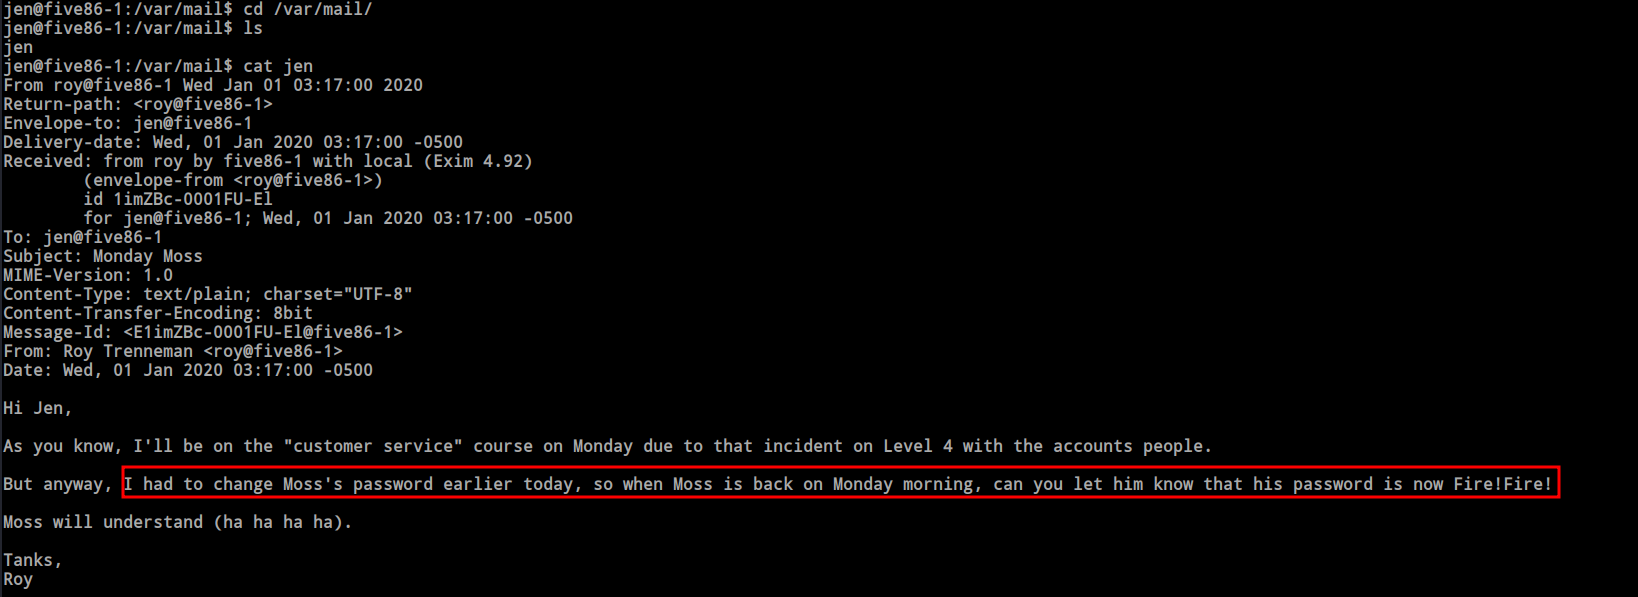 jen@five86-1:/var/mail$ cd /var/mail/
jen@five86-1:/var/mail$ ls
jen
jen@five86-1:/var/mail$ cat jen
From roy@five86-1 Wed Jan 01 03:17:00 2020
Return-path: <roy@five86-1>
Envelope-to: jen@five86-1
Delivery-date: Wed, 01 Jan 2020 03:17:00 -0500
Received: from roy by five86-1 with local (Exim 4.92)
        (envelope-from <roy@five86-1>)
        id 1imZBc-0001FU-El
        for jen@five86-1; Wed, 01 Jan 2020 03:17:00 -0500
To: jen@five86-1
Subject: Monday Moss
MIME-Version: 1.0
Content-Type: text/plain; charset="UTF-8"
Content-Transfer-Encoding: 8bit
Message-Id: <E1imZBc-0001FU-El@five86-1>
From: Roy Trenneman <roy@five86-1>
Date: Wed, 01 Jan 2020 03:17:00 -0500
Hi Jen,
As you know, I'll be on the "customer service" course on Monday due to that incident on Level 4 with the accounts people.
But anyway, I had to change Moss's password earlier today, so when Moss is back on Monday morning, can you let him know that his password is now Fire!Fire!
Moss will understand (ha ha ha ha).
Tanks,
Roy